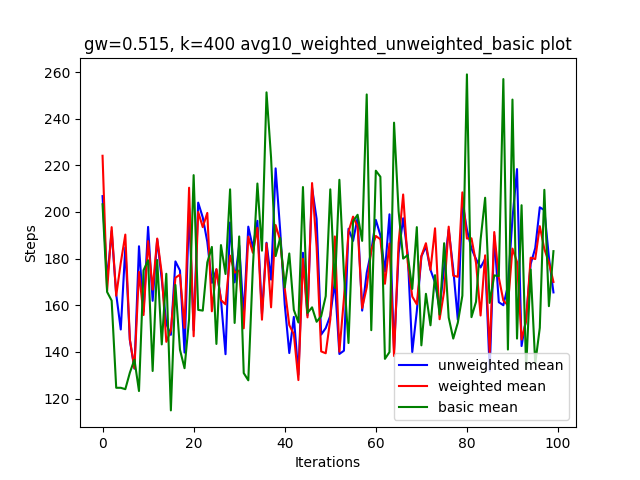 gw=0.515, k=400 avg10_weighted_unweighted_basic plot
Steps
260
240
220
200
180
160
140
120
0
20
40
60
80
100
Iterations
unweighted mean
weighted mean
basic mean